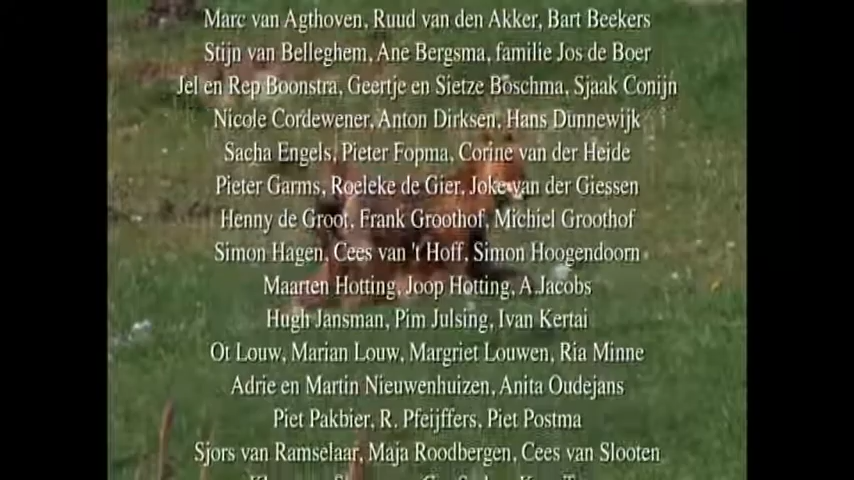 Marc van Agthoven, Ruud van den Akker, Bart Beekers
Stijn van Belleghem, Ane Bergsma, familie Jos de Boer
Jel en Rep Boonstra, Geertje en Sietze Boschma, Sjaak Conijn
Nicole Cordewener, Anton Dirksen, Hans Dunnewijk
Sacha Engels, Pieter Fopma, Corine van der Heide
Pieter Garms, Roeleke de Gier, Joke van der Giessen
Henny de Groot, Frank Groothof, Michiel Groothof
Simon Hagen, Cees van 't Hoff, Simon Hoogendoorn
Maarten Hotting, Joop Hotting, A.Jacobs
Hugh Jansman, Pim Julsing, Ivan Kertai
Ot Louw, Marian Louw, Margriet Louwen, Ria Minne
Adrie en Martin Nieuwenhuizen, Anita Oudejans
Piet Pakbier, R. Pfeijffers, Piet Postma
Sjors van Ramselaar, Maja Roodbergen, Cees van Slooten